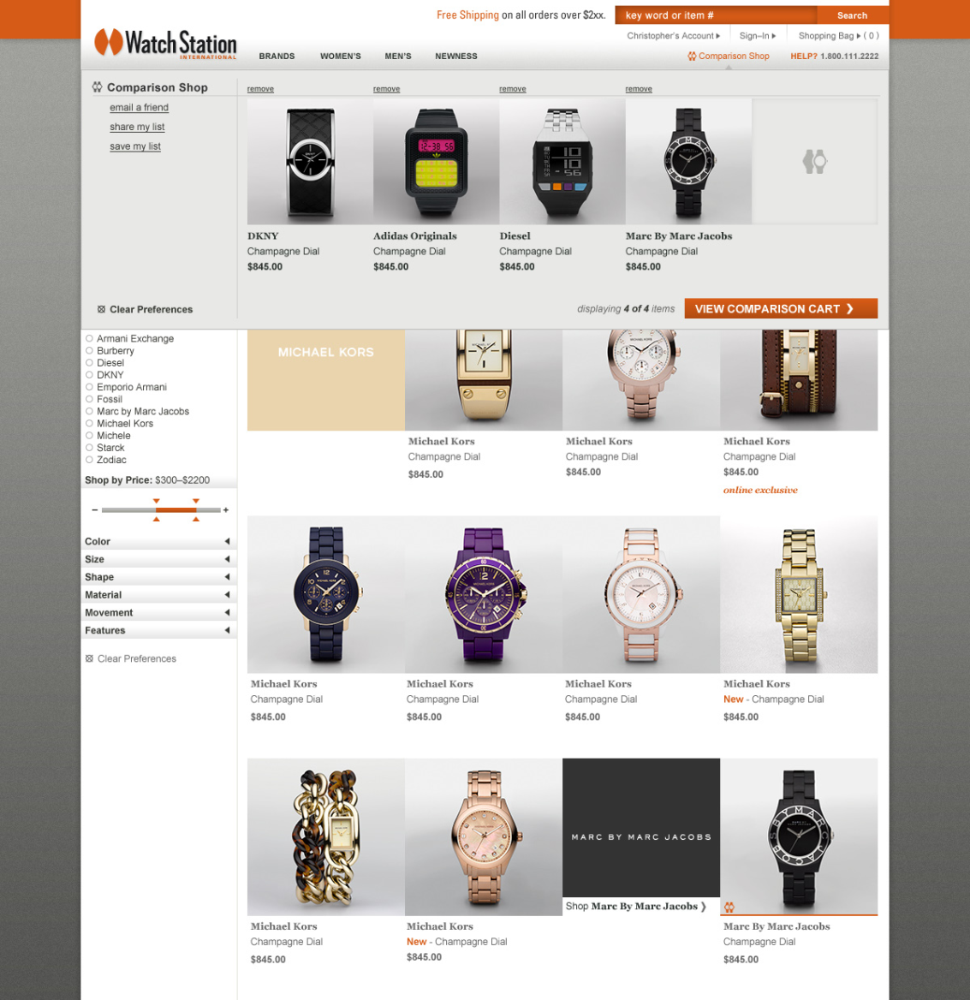 Free Shipping on all orders over $2xx.
key word or item #
Search
Christopher's Account
Sign–In
Shopping Bag ( 0 )
Watch Station
INTERNATIONAL
BRANDS
WOMEN'S
MEN'S
NEWNESS
Comparison Shop
HELP? 1.800.111.2222
Comparison Shop
email a friend
share my list
save my list
remove
remove
remove
remove
DKNY
Champagne Dial
$845.00
Adidas Originals
Champagne Dial
$845.00
Diesel
Champagne Dial
$845.00
Marc By Marc Jacobs
Champagne Dial
$845.00
Clear Preferences
displaying 4 of 4 items
VIEW COMPARISON CART
Armani Exchange
Burberry
Diesel
DKNY
Emporio Armani
Fossil
Marc by Marc Jacobs
Michael Kors
Michele
Starck
Zodiac
Shop by Price: $300–$2200
– +
Color
Size
Shape
Material
Movement
Features
Clear Preferences
MICHAEL KORS
Michael Kors
Champagne Dial
$845.00
Michael Kors
Champagne Dial
$845.00
Michael Kors
Champagne Dial
$845.00
online exclusive
Michael Kors
Champagne Dial
$845.00
Michael Kors
Champagne Dial
$845.00
Michael Kors
Champagne Dial
$845.00
Michael Kors
New - Champagne Dial
$845.00
Michael Kors
Champagne Dial
$845.00
Michael Kors
New - Champagne Dial
$845.00
MARC BY MARC JACOBS
Shop Marc By Marc Jacobs
Marc By Marc Jacobs
Champagne Dial
$845.00